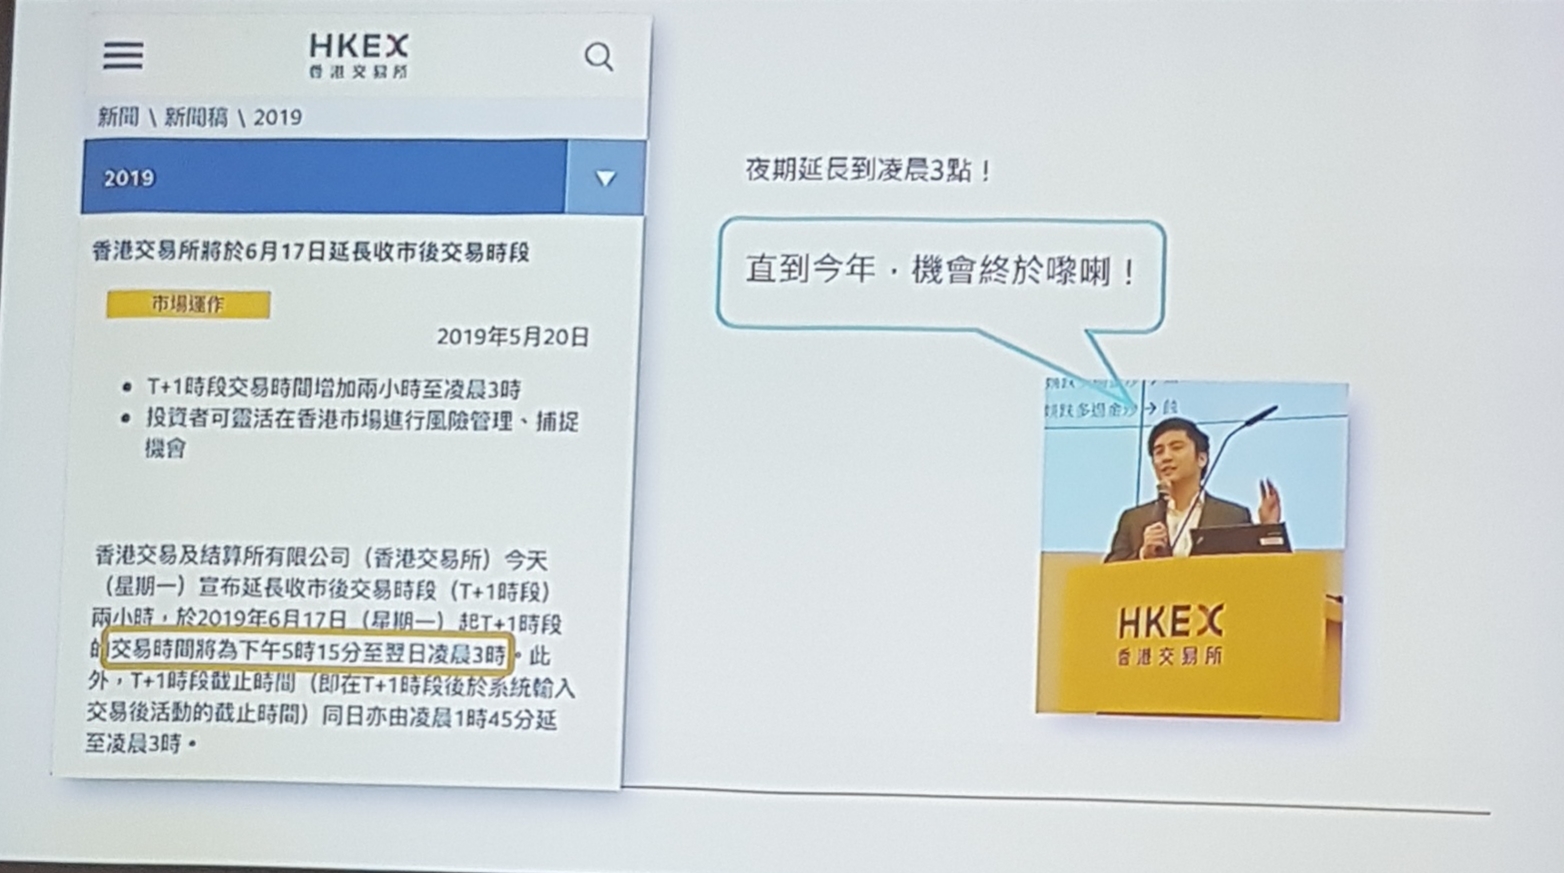 HKEX
香港交易所
新聞 \ 新聞稿 \ 2019
2019
香港交易所將於6月17日延長收市後交易時段
市場運作
2019年5月20日
• T+1時段交易時間增加兩小時至凌晨3時
• 投資者可靈活在香港市場進行風險管理、捕捉
機會
香港交易及結算所有限公司（香港交易所）今天
（星期一）宣布延長收市後交易時段（T+1時段）
兩小時，於2019年6月17日（星期一）起T+1時段
的交易時間將為下午5時15分至翌日凌晨3時。此
外，T+1時段截止時間（即在T+1時段後於系統輸入
交易後活動的截止時間）同日亦由凌晨1時45分延
至凌晨3時。
夜期延長到凌晨3點！
直到今年，機會終於嚟喇！
HKEX
香港交易所